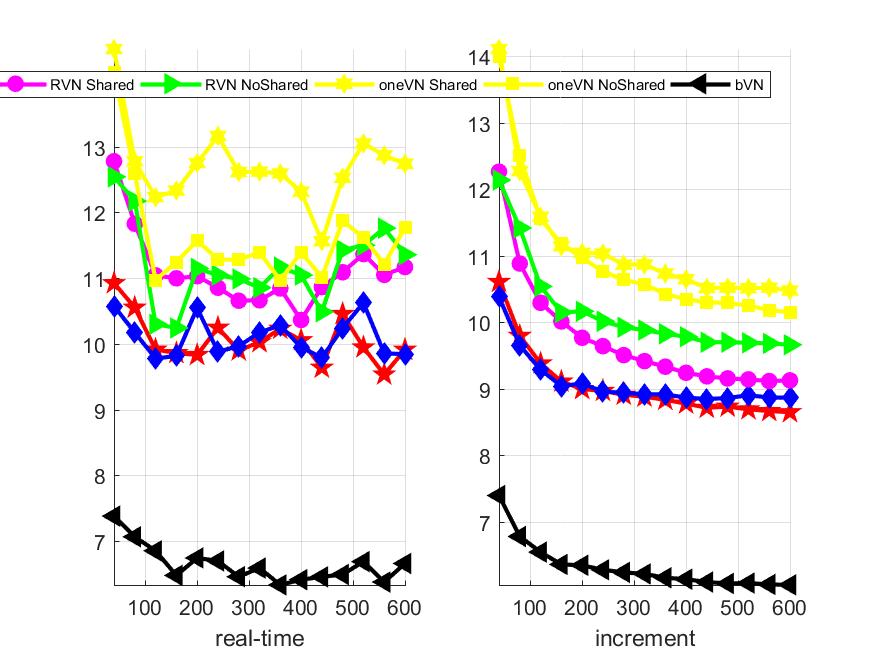 14
RVN Shared RVN NoShared oneVN Shared oneVN NoShared bVN
13 13
12 12
11 11
10 10
9 9
8 8
7 7
100 200 300 400 500 600 100 200 300 400 500 600
real-time increment